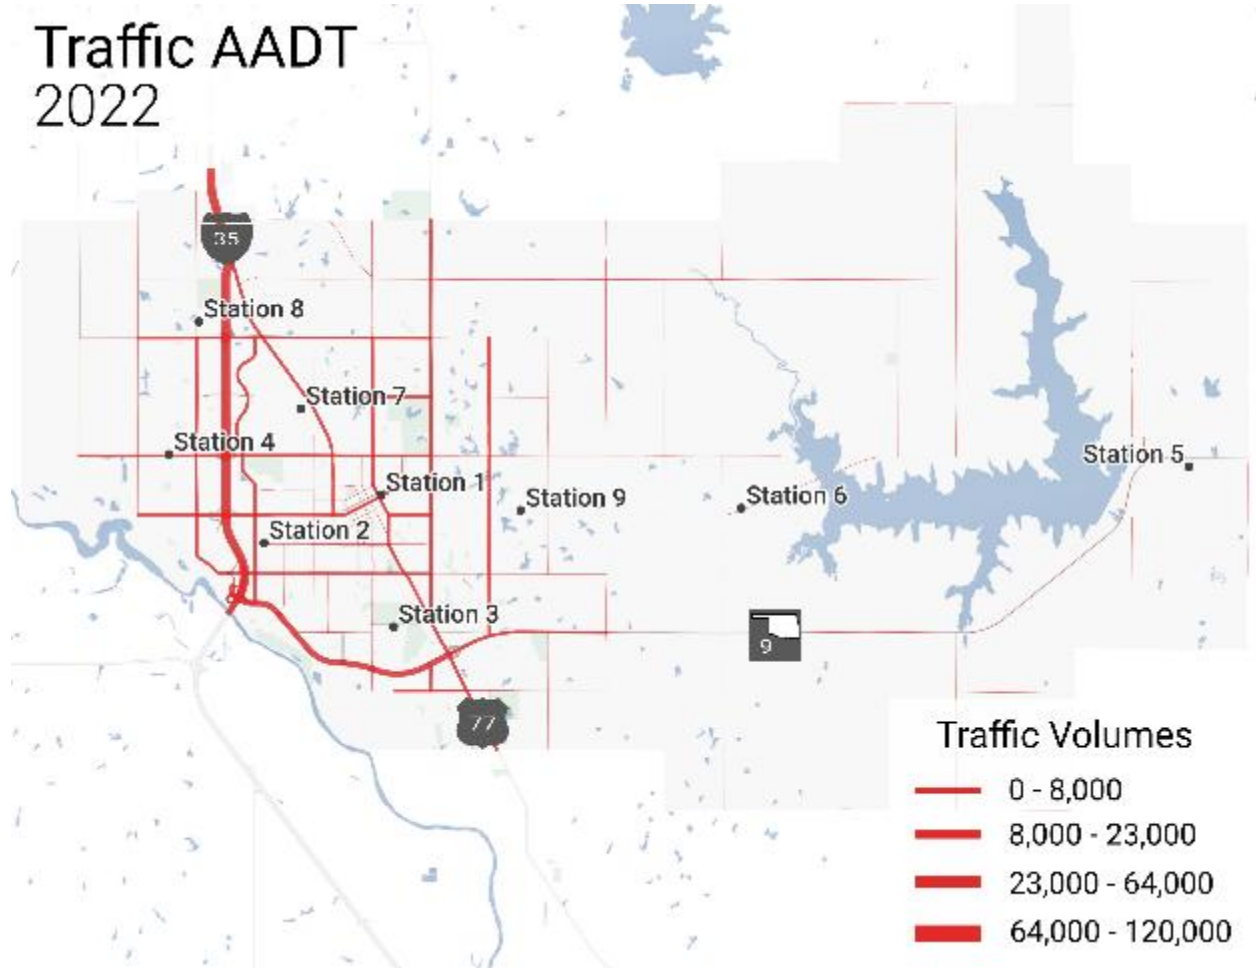 Traffic AADT
2022
35
Station 8
Station 7
Station 4
Station 5
Station 1
Station 6
Station 9
Station 2
Station 3
9
77
Traffic Volumes
0 - 8,000
8,000 - 23,000
23,000 - 64,000
64,000 - 120,000